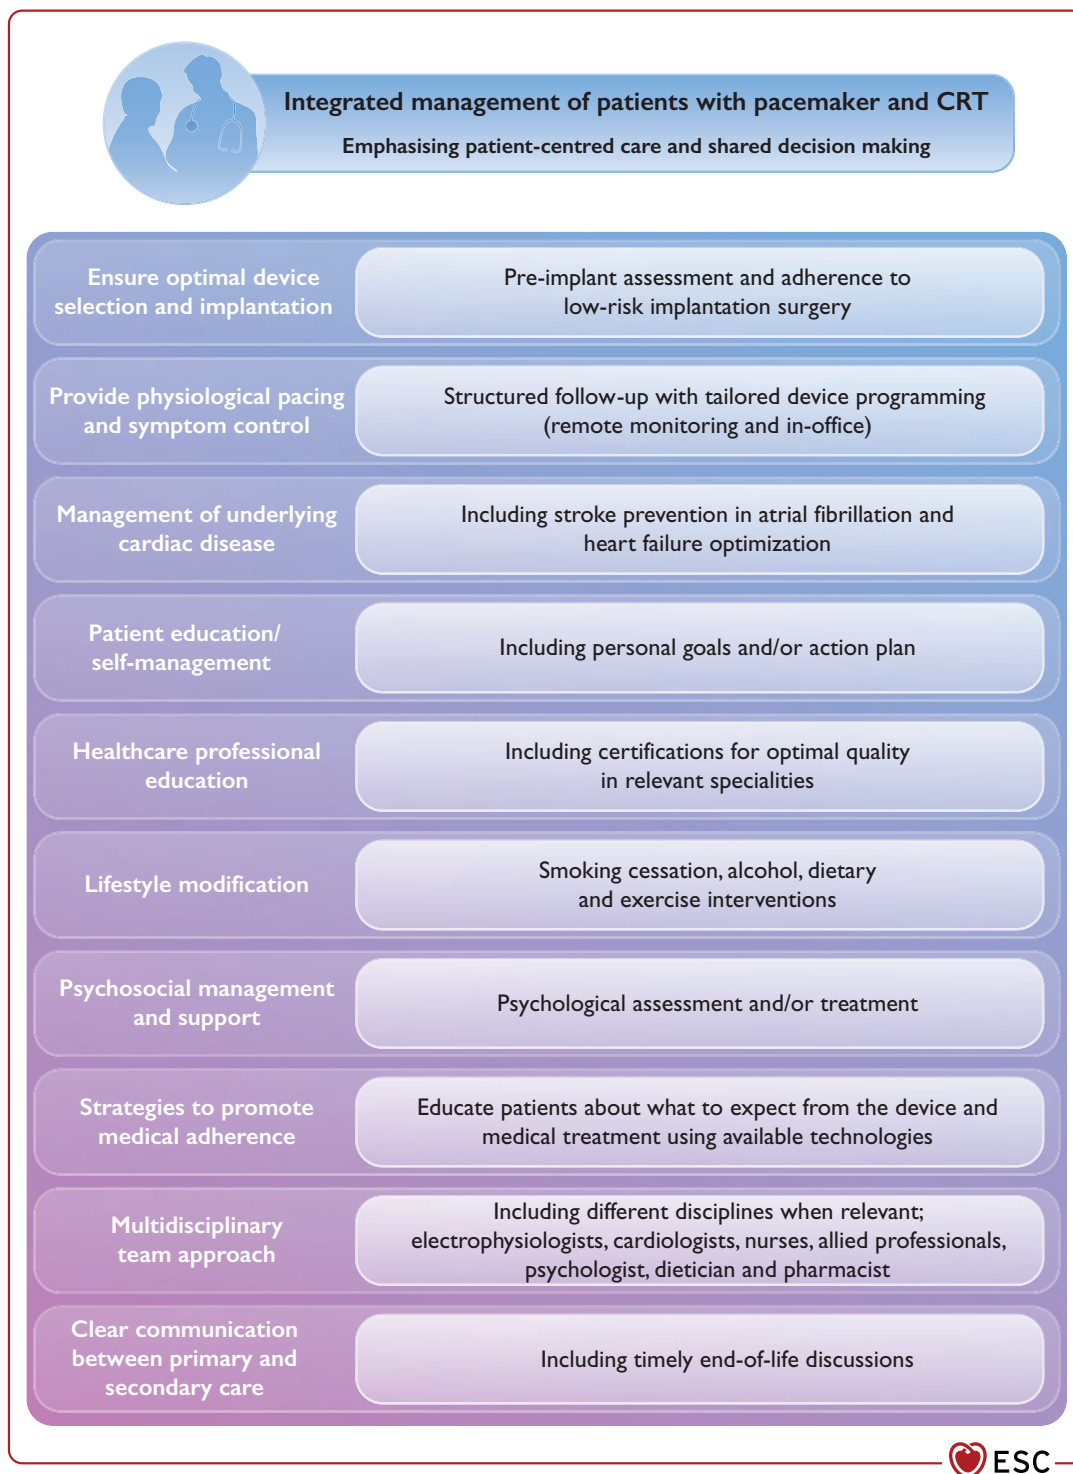 Integrated management of patients with pacemaker and CRT
Emphasising patient-centred care and shared decision making
Ensure optimal device
selection and implantation
Pre-implant assessment and adherence to
low-risk implantation surgery
Provide physiological pacing
and symptom control
Structured follow-up with tailored device programming
(remote monitoring and in-office)
Management of underlying
cardiac disease
Including stroke prevention in atrial fibrillation and
heart failure optimization
Patient education/
self-management
Including personal goals and/or action plan
Healthcare professional
education
Including certifications for optimal quality
in relevant specialities
Lifestyle modification
Smoking cessation, alcohol, dietary
and exercise interventions
Psychosocial management
and support
Psychological assessment and/or treatment
Strategies to promote
medical adherence
Educate patients about what to expect from the device and
medical treatment using available technologies
Multidisciplinary
team approach
Including different disciplines when relevant;
electrophysiologists, cardiologists, nurses, allied professionals,
psychologist, dietician and pharmacist
Clear communication
between primary and
secondary care
Including timely end-of-life discussions
ESC